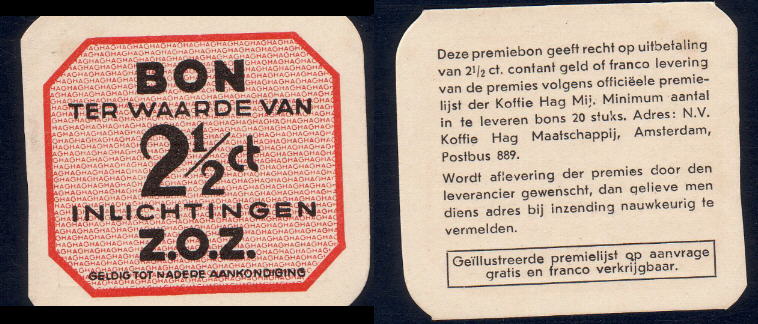 BON
TER WAARDE VAN
2½ ct
INLICHTINGEN
Z.O.Z.
GELDIG TOT NADERE AANKONDIGING
Deze premiebon geeft recht op uitbetaling
van 2½ ct. contant geld of franco levering
van de premies volgens officiëele premie-
lijst der Koffie Hag Mij. Minimum aantal
in te leveren bons 20 stuks. Adres: N.V.
Koffie Hag Maatschappij, Amsterdam,
Postbus 889.
Wordt aflevering der premies door den
leverancier gewenscht, dan gelieve men
diens adres bij inzending nauwkeurig te
vermelden.
Geïllustreerde premielijst op aanvrage
gratis en franco verkrijgbaar.